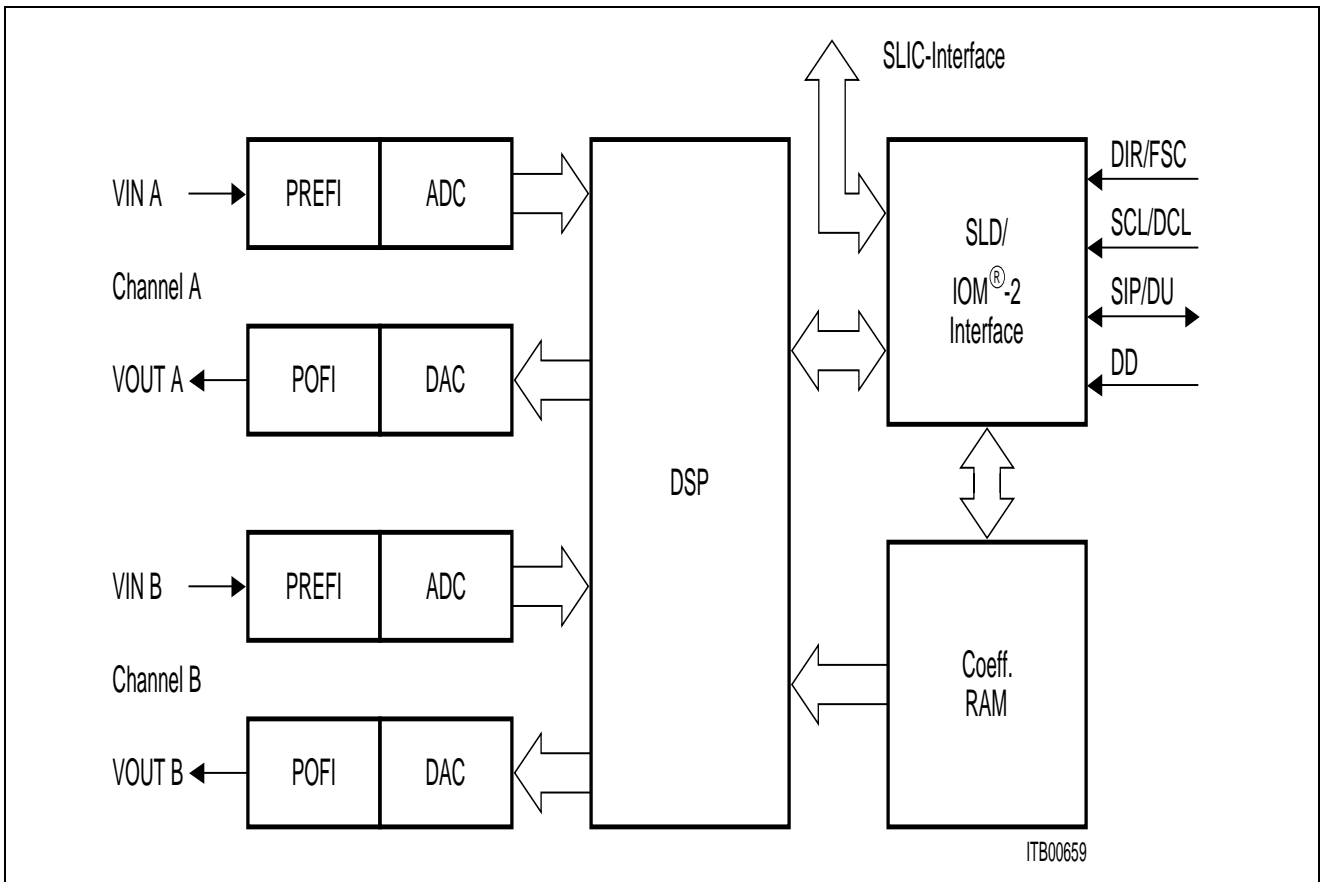 SLIC-Interface
VIN A
PREFI
ADC
Channel A
VOUT A
POFI
DAC
VIN B
PREFI
ADC
Channel B
VOUT B
POFI
DAC
DSP
SLD/
IOM®-2
Interface
DIR/FSC
SCL/DCL
SIP/DU
DD
Coeff.
RAM
ITB00659